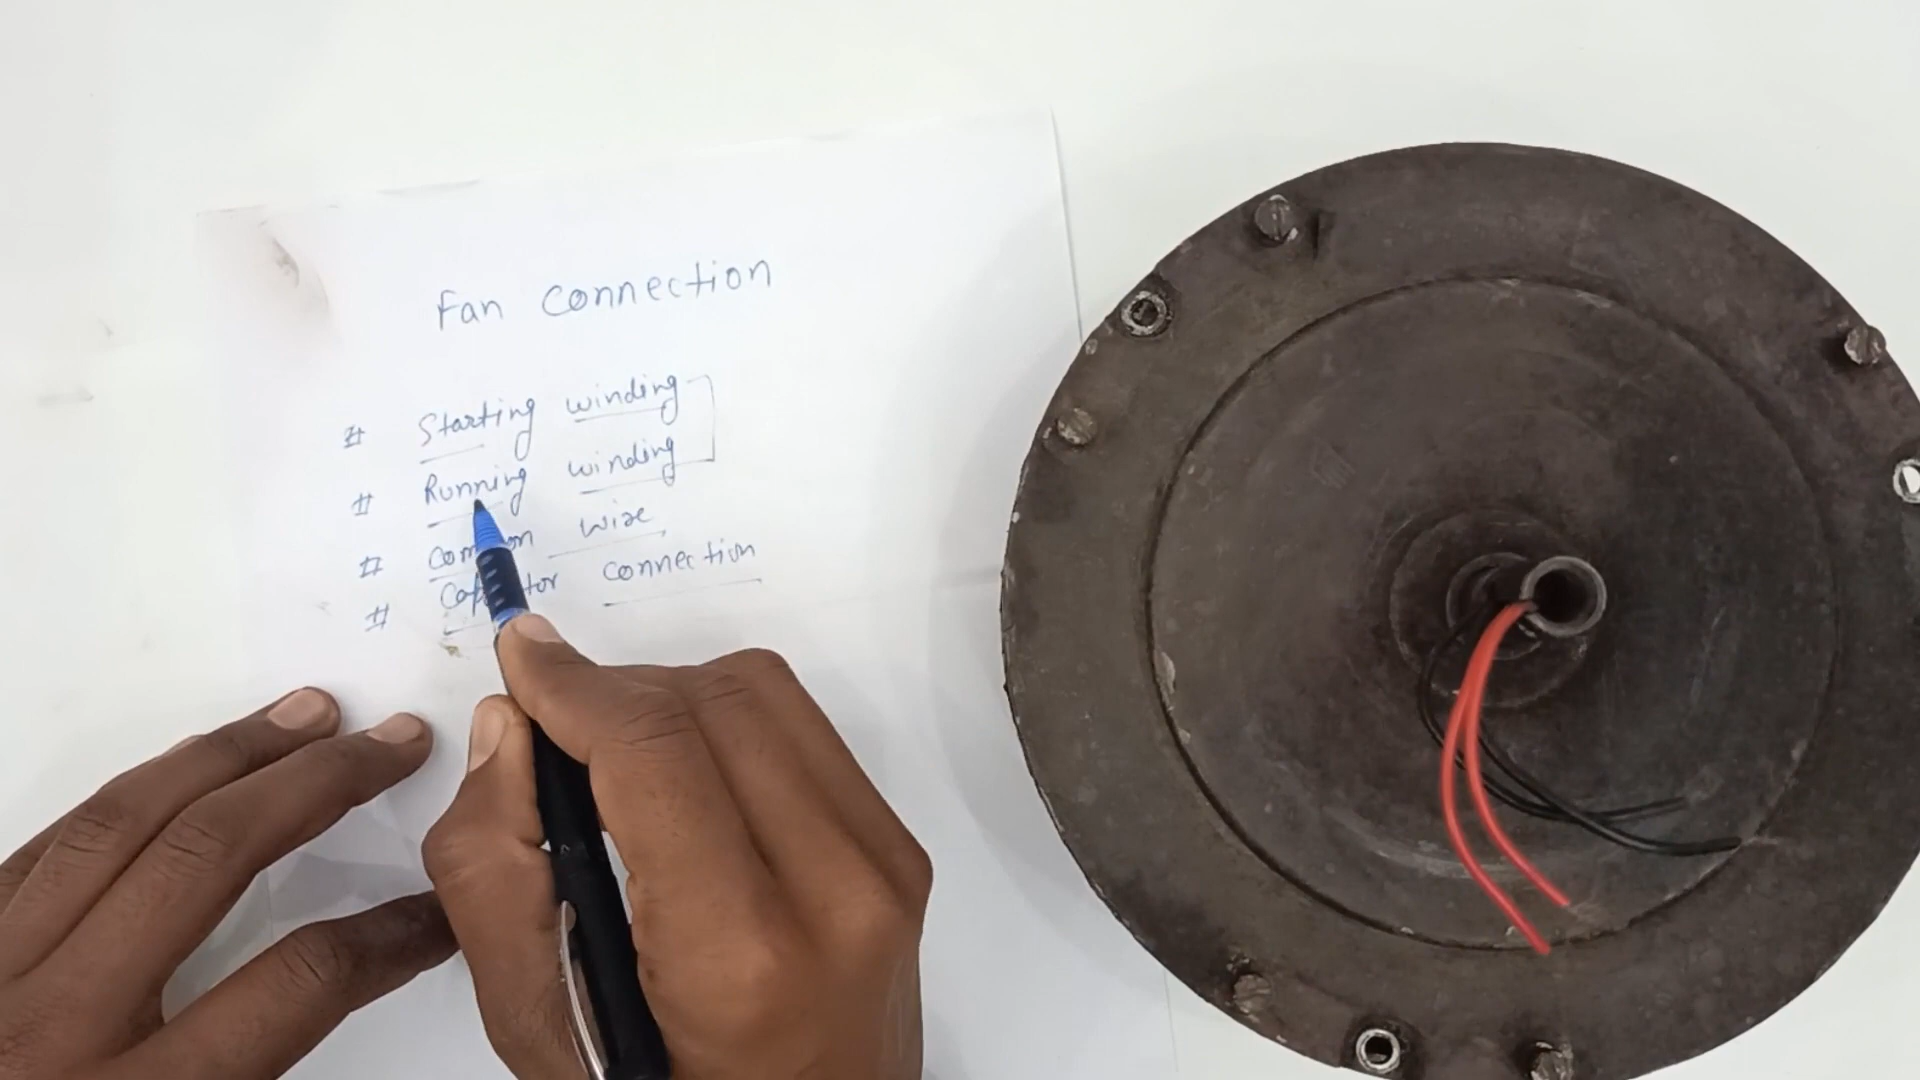 Fan Connection
# Starting winding
# Running winding
# wire
# connection